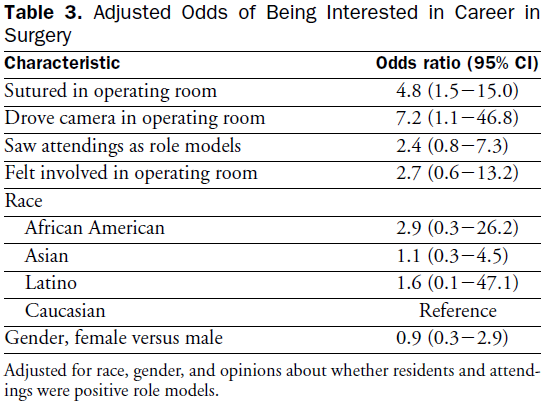 Table 3. Adjusted Odds of Being Interested in Career in
Surgery
Characteristic Odds ratio (95% CI)
Sutured in operating room 4.8 (1.5–15.0)
Drove camera in operating room 7.2 (1.1–46.8)
Saw attendings as role models 2.4 (0.8–7.3)
Felt involved in operating room 2.7 (0.6–13.2)
Race
African American 2.9 (0.3–26.2)
Asian 1.1 (0.3–4.5)
Latino 1.6 (0.1–47.1)
Caucasian Reference
Gender, female versus male 0.9 (0.3–2.9)
Adjusted for race, gender, and opinions about whether residents and attend-
ings were positive role models.